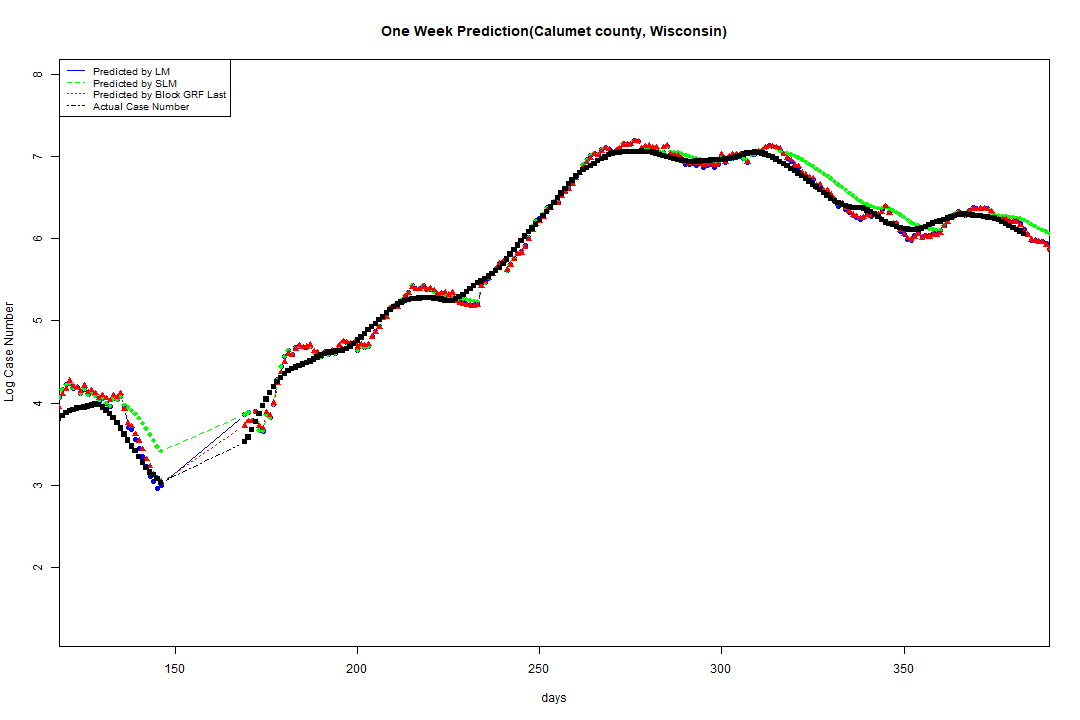 One Week Prediction(Calumet county, Wisconsin)
Predicted by LM
Predicted by SLM
Predicted by Block GRF Last
Actual Case Number
8
7
6
5
4
3
2
Log Case Number
150 200 250 300 350
days